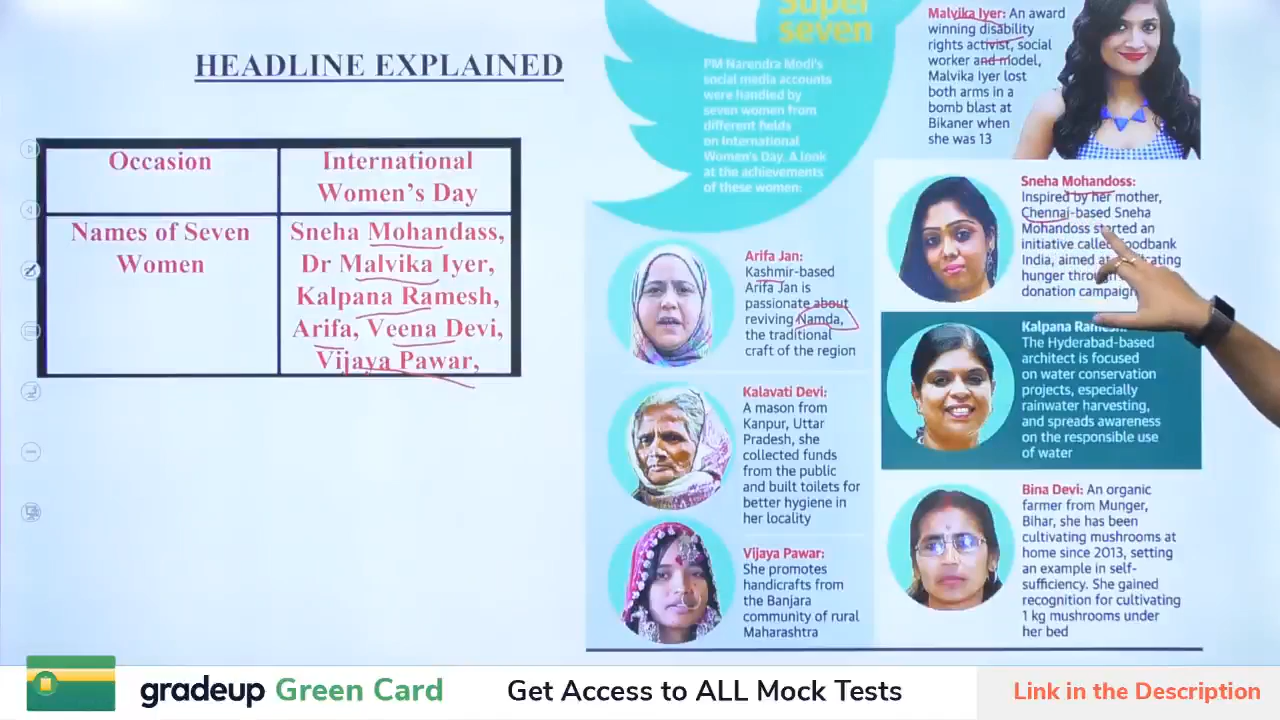 HEADLINE EXPLAINED
Occasion
International
Women's Day
Names of Seven
Women
Sneha Mohandass,
Dr Malvika Iyer,
Kalpana Ramesh,
Arifa, Veena Devi,
Vijaya Pawar,
Super
seven
PM Narendra Modi's
social media accounts
were handled by
seven women from
different fields
on International
Women's Day. A look
at the achievements
of these women:
Arifa Jan:
Kashmir-based
Arifa Jan is
passionate about
reviving Namda,
the traditional
craft of the region
Kalavati Devi:
A mason from
Kanpur, Uttar
Pradesh, she
collected funds
from the public
and built toilets for
better hygiene in
her locality
Vijaya Pawar:
She promotes
handicrafts from
the Banjara
community of rural
Maharashtra
Malvika Iyer: An award
winning disability
rights activist, social
worker and model,
Malvika Iyer lost
both arms in a
bomb blast at
Bikaner when
she was 13
Sneha Mohandoss:
Inspired by her mother,
Chennai-based Sneha
Mohandoss started an
initiative called
India, aimed at
hunger
donation campaign
Kalpana
The Hyderabad-based
architect is focused
on water conservation
projects, especially
rainwater harvesting,
and spreads awareness
on the responsible use
of water
Bina Devi: An organic
farmer from Munger,
Bihar, she has been
cultivating mushrooms at
home since 2013, setting
an example in self-
sufficiency. She gained
recognition for cultivating
1 kg mushrooms under
her bed
gradeup Green Card
Get Access to ALL Mock Tests
Link in the Description